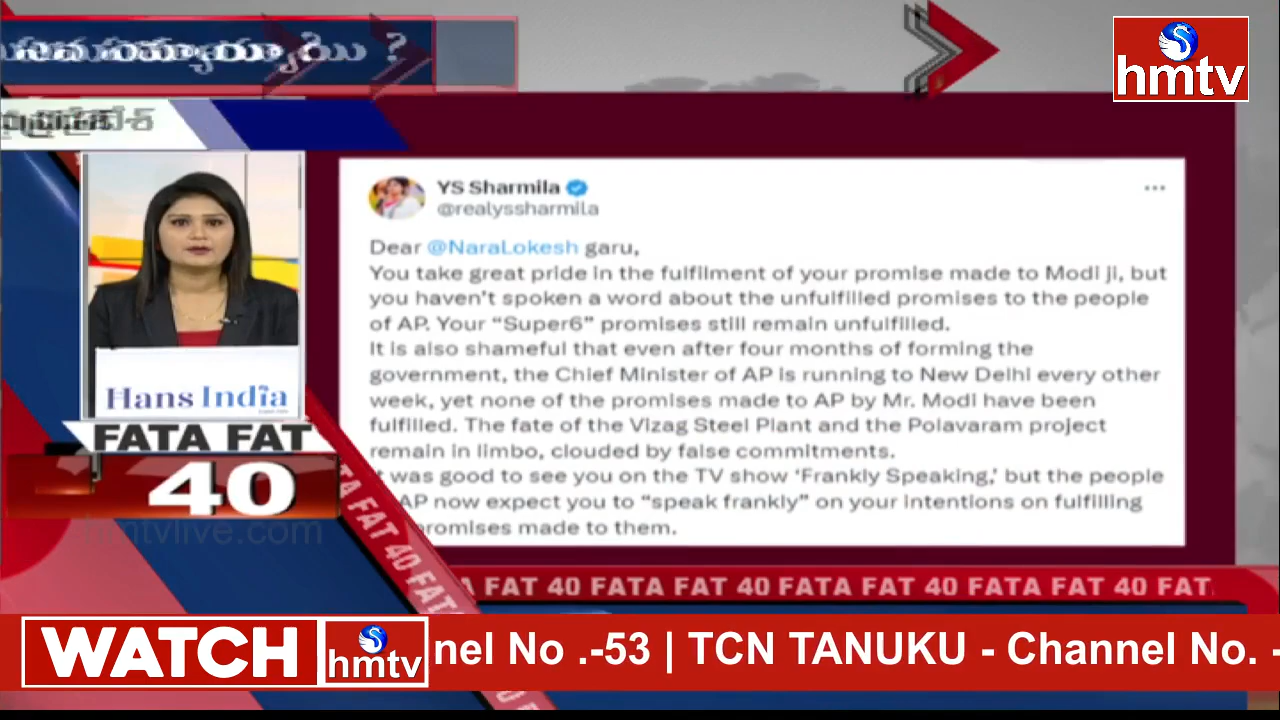 ?
hmtv
YS Sharmila
@realyssharmila
Dear @NaraLokesh garu,
You take great pride in the fulfilment of your promise made to Modi ji, but
you haven't spoken a word about the unfulfilled promises to the people
of AP. Your “Super6” promises still remain unfulfilled.
It is also shameful that even after four months of forming the
government, the Chief Minister of AP is running to New Delhi every other
week, yet none of the promises made to AP by Mr. Modi have been
fulfilled. The fate of the Vizag Steel Plant and the Polavaram project
remain in limbo, clouded by false commitments.
t was good to see you on the TV show ‘Frankly Speaking,’ but the people
AP now expect you to “speak frankly” on your intentions on fulfilling
promises made to them.
Hans India
FATA FAT
40
hmtvlive.com
TA FAT 40 FATA
A FAT 40 FATA FAT 40 FATA FAT 40 FATA FAT 40 FAT
WATCH hmtv nel No .-53 | TCN TANUKU - Channel No. -